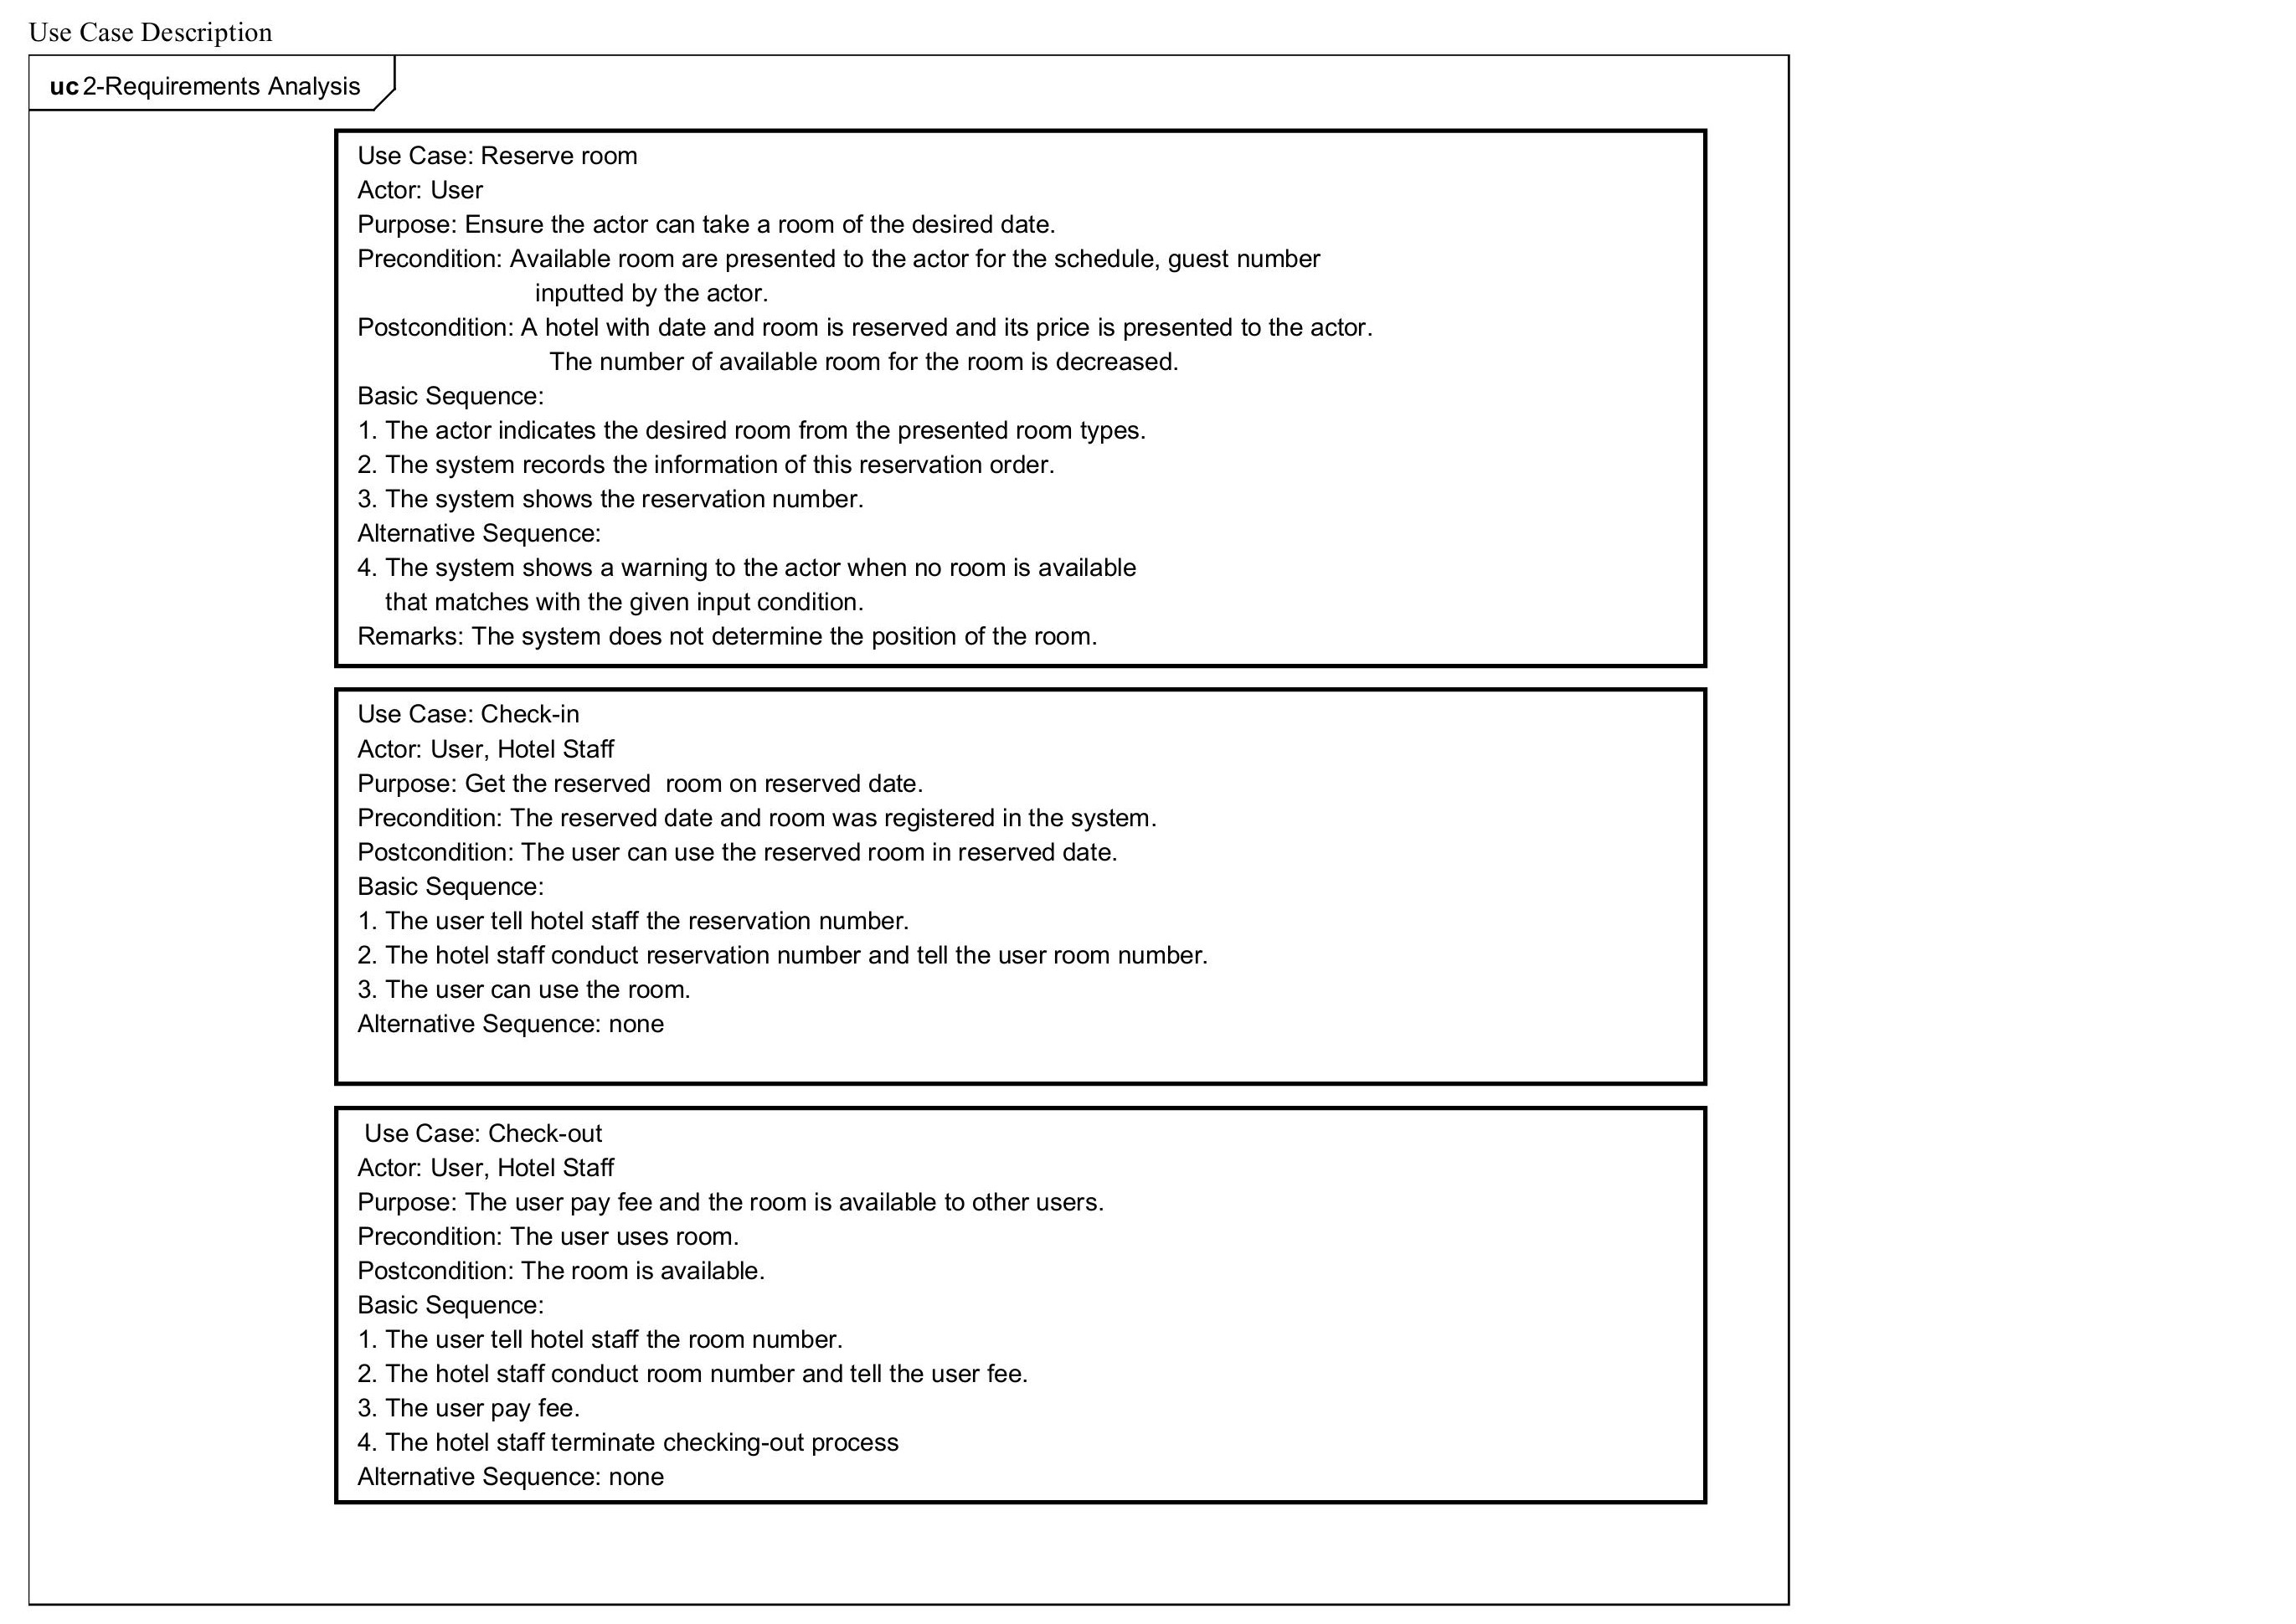 Use Case Description
uc 2-Requirements Analysis
Use Case: Reserve room
Actor: User
Purpose: Ensure the actor can take a room of the desired date.
Precondition: Available room are presented to the actor for the schedule, guest number
inputted by the actor.
Postcondition: A hotel with date and room is reserved and its price is presented to the actor.
The number of available room for the room is decreased.
Basic Sequence:
1. The actor indicates the desired room from the presented room types.
2. The system records the information of this reservation order.
3. The system shows the reservation number.
Alternative Sequence:
4. The system shows a warning to the actor when no room is available
that matches with the given input condition.
Remarks: The system does not determine the position of the room.
Use Case: Check-in
Actor: User, Hotel Staff
Purpose: Get the reserved  room on reserved date.
Precondition: The reserved date and room was registered in the system.
Postcondition: The user can use the reserved room in reserved date.
Basic Sequence:
1. The user tell hotel staff the reservation number.
2. The hotel staff conduct reservation number and tell the user room number.
3. The user can use the room.
Alternative Sequence: none
Use Case: Check-out
Actor: User, Hotel Staff
Purpose: The user pay fee and the room is available to other users.
Precondition: The user uses room.
Postcondition: The room is available.
Basic Sequence:
1. The user tell hotel staff the room number.
2. The hotel staff conduct room number and tell the user fee.
3. The user pay fee.
4. The hotel staff terminate checking-out process
Alternative Sequence: none